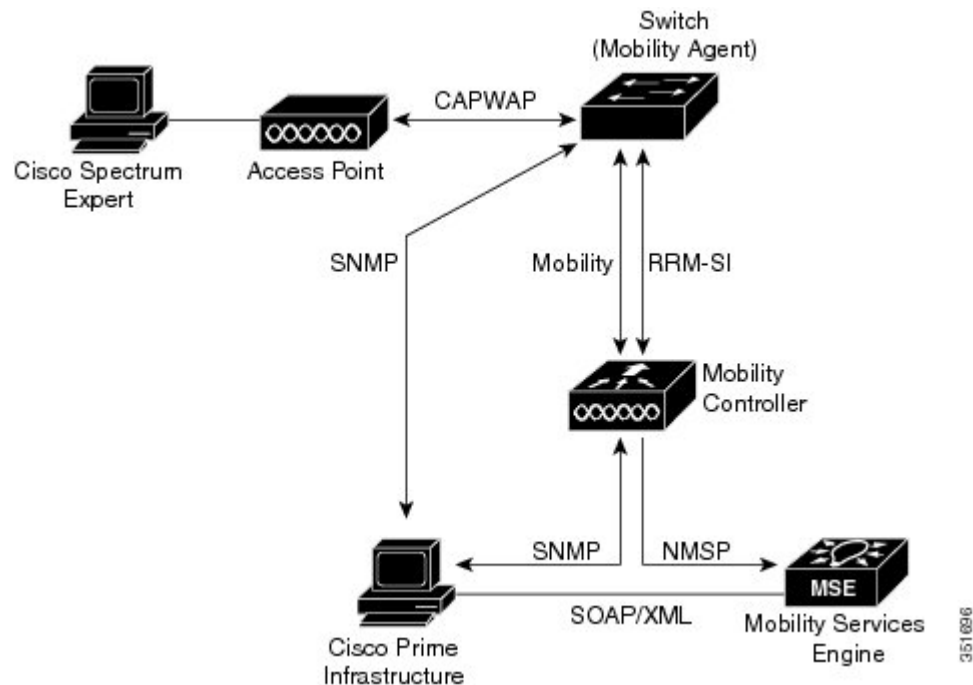 Switch
(Mobility Agent)
CAPWAP
Cisco Spectrum
Expert
Access Point
SNMP
Mobility
RRM-SI
Mobility
Controller
SNMP
NMSP
MSE
SOAP/XML
Cisco Prime
Infrastructure
Mobility Services
Engine
351696